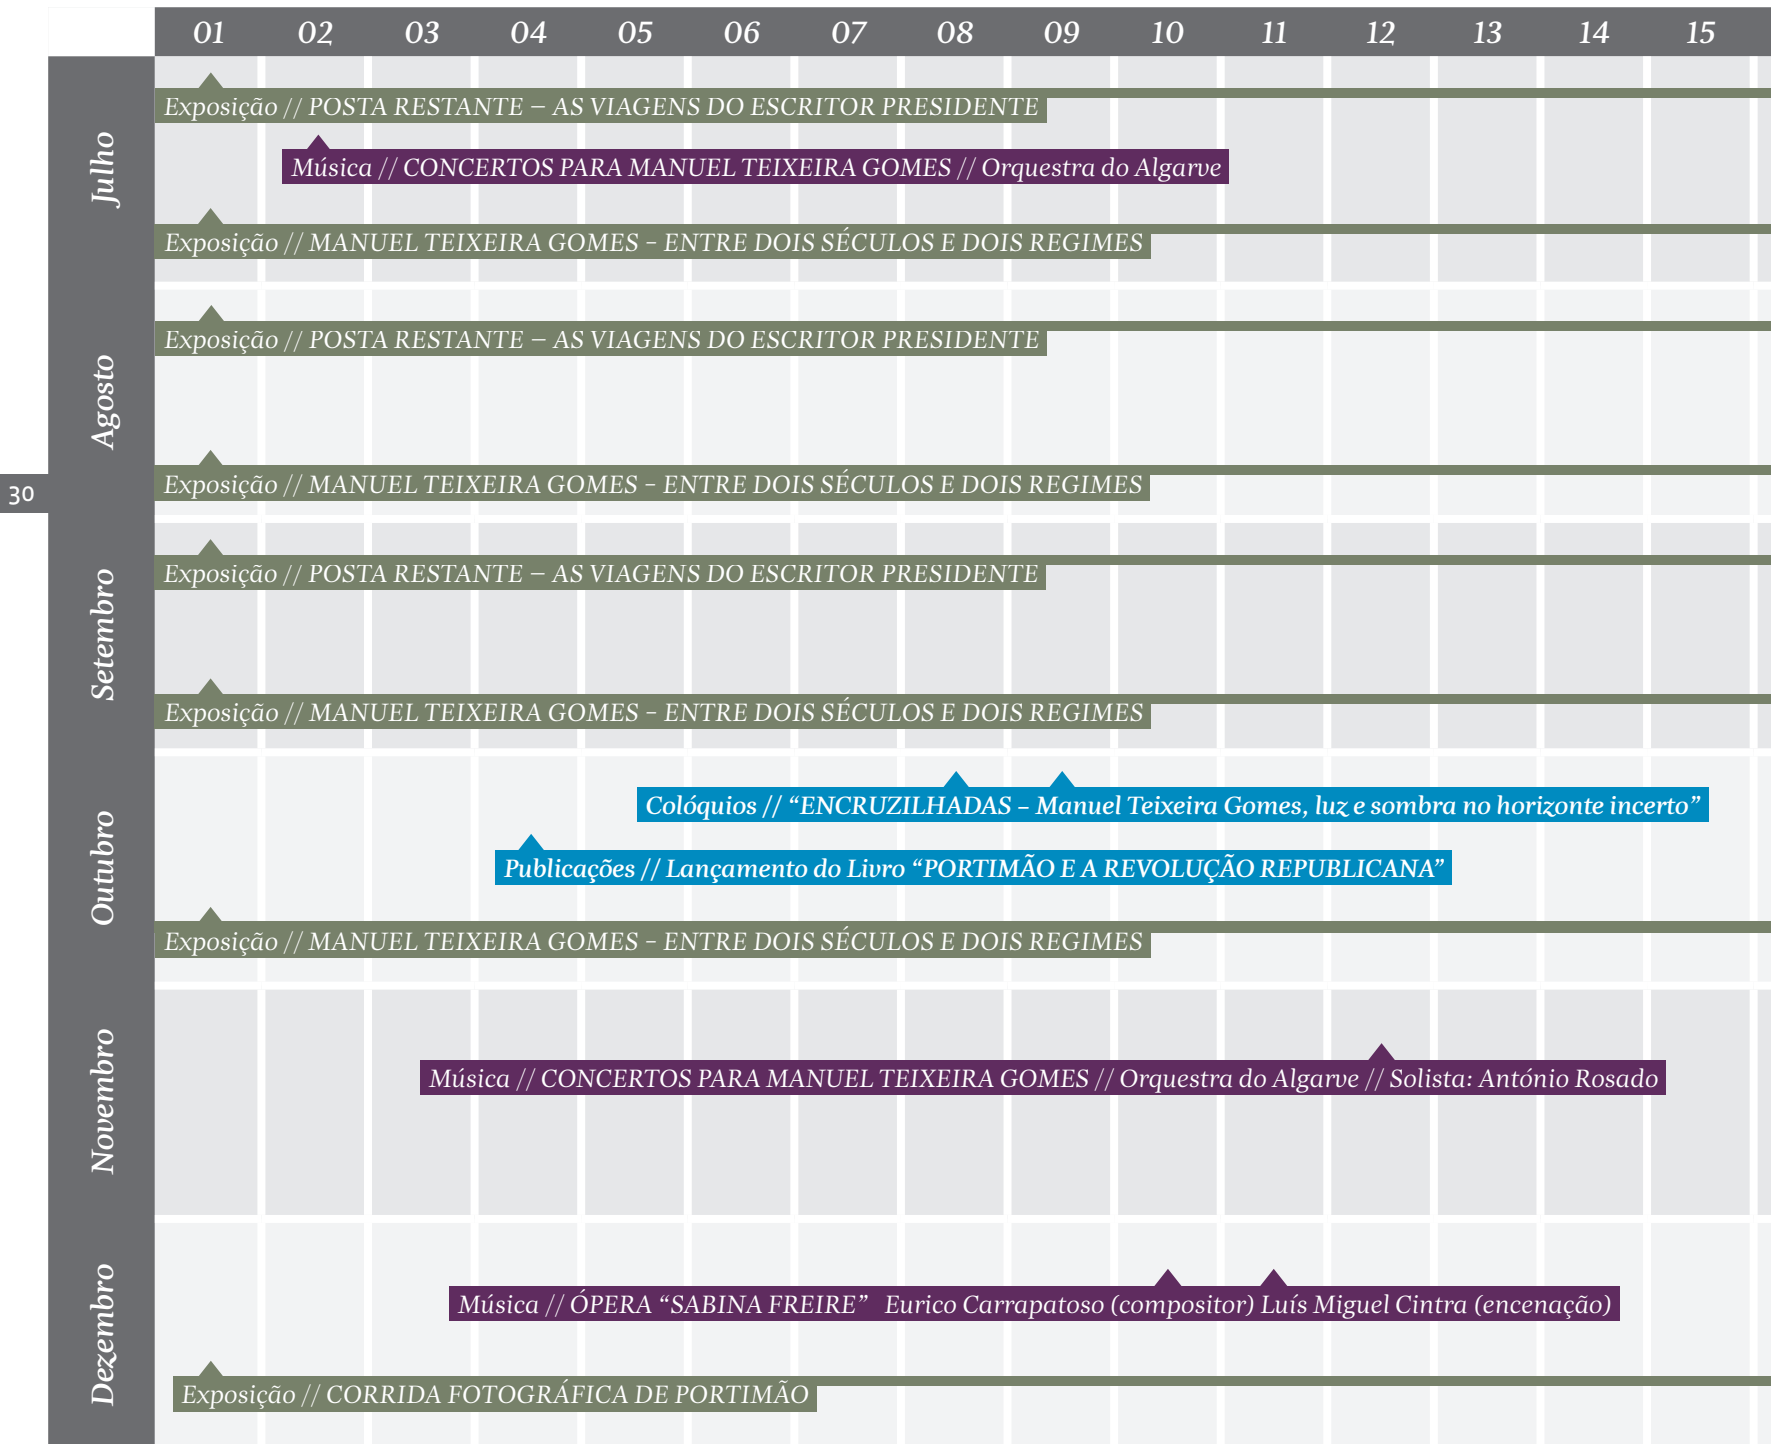 01 02 03 04 05 06 07 08 09 10 11 12 13 14 15
Julho
Exposição // POSTA RESTANTE – AS VIAGENS DO ESCRITOR PRESIDENTE
Música // CONCERTOS PARA MANUEL TEIXEIRA GOMES // Orquestra do Algarve
Exposição // MANUEL TEIXEIRA GOMES - ENTRE DOIS SÉCULOS E DOIS REGIMES
Agosto
Exposição // POSTA RESTANTE – AS VIAGENS DO ESCRITOR PRESIDENTE
Exposição // MANUEL TEIXEIRA GOMES - ENTRE DOIS SÉCULOS E DOIS REGIMES
30
Setembro
Exposição // POSTA RESTANTE – AS VIAGENS DO ESCRITOR PRESIDENTE
Exposição // MANUEL TEIXEIRA GOMES - ENTRE DOIS SÉCULOS E DOIS REGIMES
Outubro
Colóquios // “ENCRUZILHADAS – Manuel Teixeira Gomes, luz e sombra no horizonte incerto”
Publicações // Lançamento do Livro “PORTIMÃO E A REVOLUÇÃO REPUBLICANA”
Exposição // MANUEL TEIXEIRA GOMES - ENTRE DOIS SÉCULOS E DOIS REGIMES
Novembro
Música // CONCERTOS PARA MANUEL TEIXEIRA GOMES // Orquestra do Algarve // Solista: António Rosado
Dezembro
Música // ÓPERA “SABINA FREIRE” Eurico Carrapatoso (compositor) Luís Miguel Cintra (encenação)
Exposição // CORRIDA FOTOGRÁFICA DE PORTIMÃO